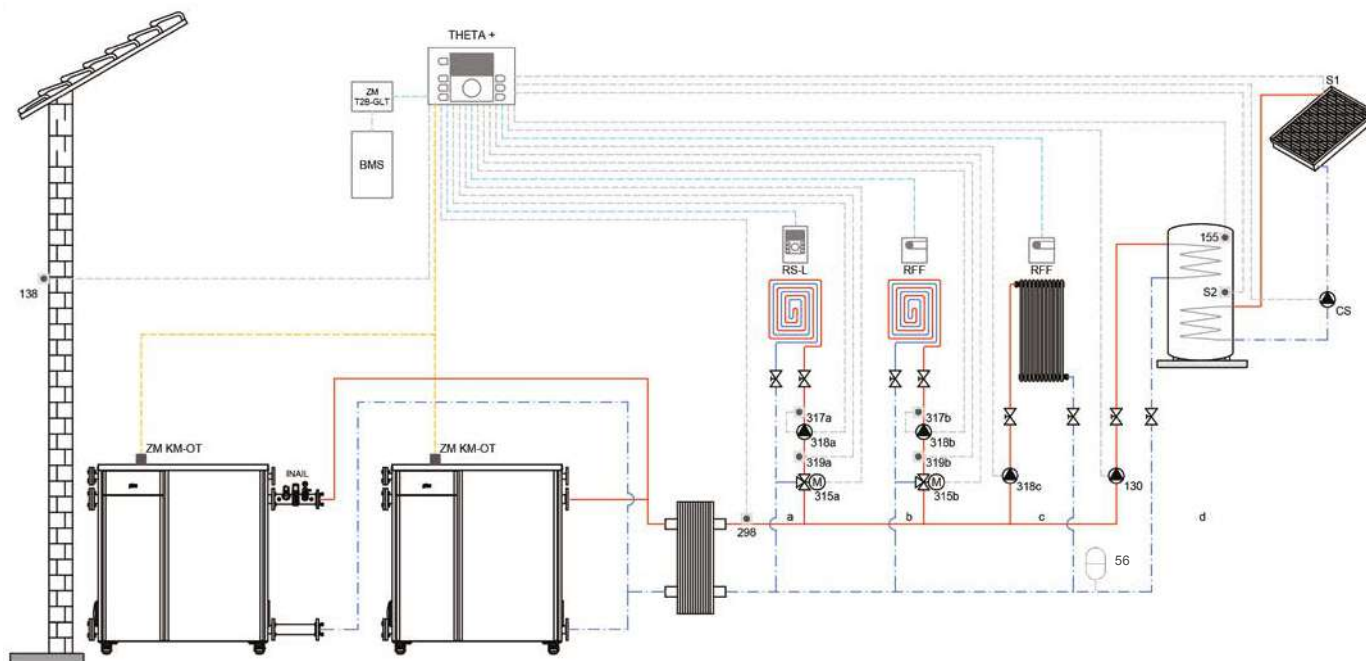 THETA +
S1
ZM
T2B-GLT
BMS
155
RS-L
RFF
RFF
138
S2
CS
317a
317b
ZM KM-OT
ZM KM-OT
318a
318b
INAIL
319a
319b
M
M
318c
130
315a
315b
298
a
b
c
d
56